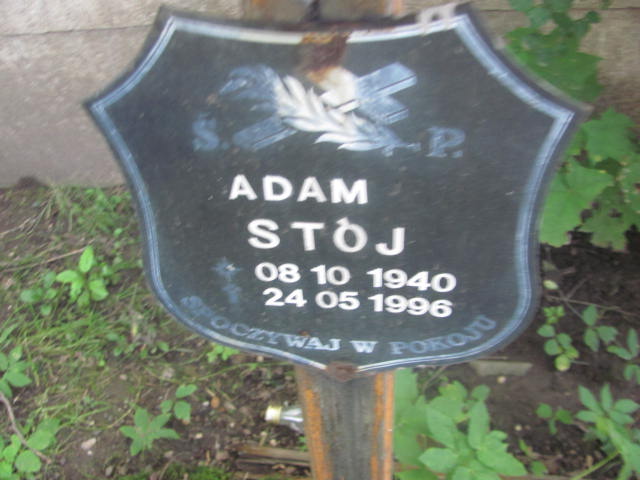 Ś. P.
ADAM
STÓJ
08 10 1940
24 05 1996
SPOCZYWAJ W POKOJU